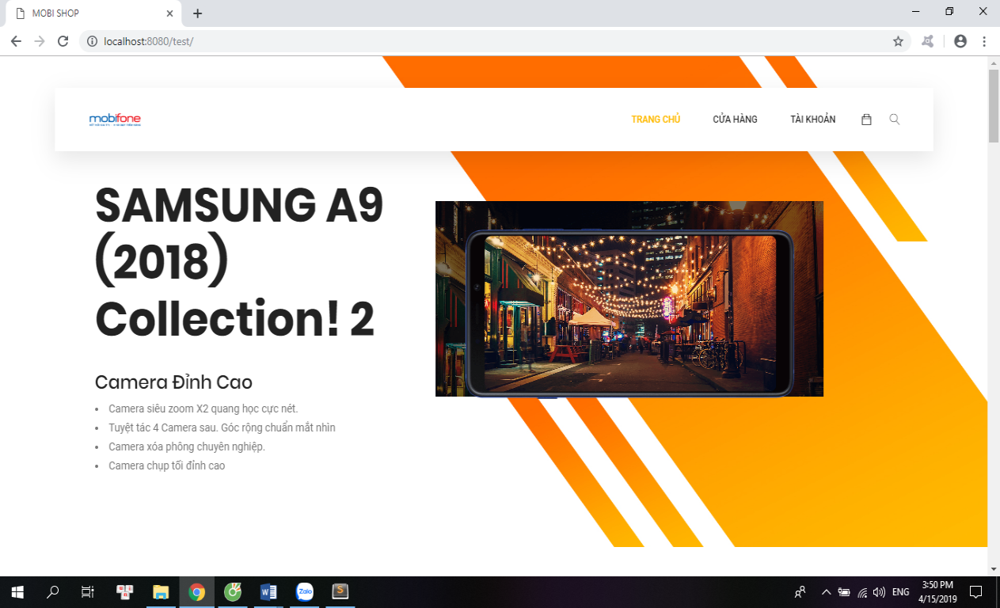 MOBI SHOP
localhost:8080/test/
mobifone
TRANG CHỦ
CỬA HÀNG
TÀI KHOẢN
SAMSUNG A9
(2018)
Collection! 2
Camera Đỉnh Cao
Camera siêu zoom X2 quang học cực nét.
Tuyệt tác 4 Camera sau. Góc rộng chuẩn mắt nhìn
Camera xóa phông chuyên nghiệp.
Camera chụp tối đỉnh cao
Zalo
ENG
3:50 PM
4/15/2019